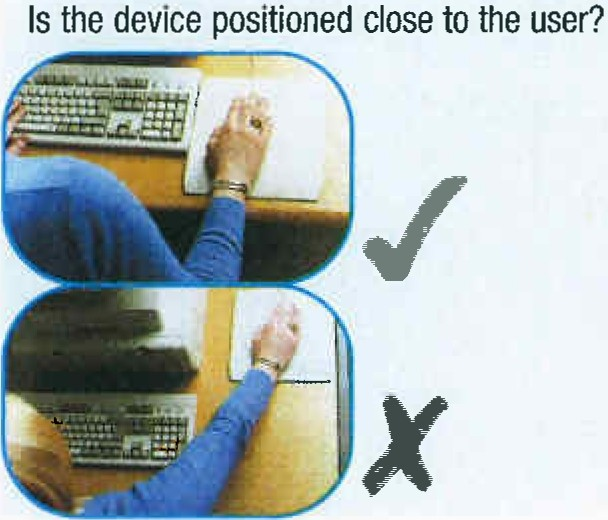 Is the device positioned close to the user?